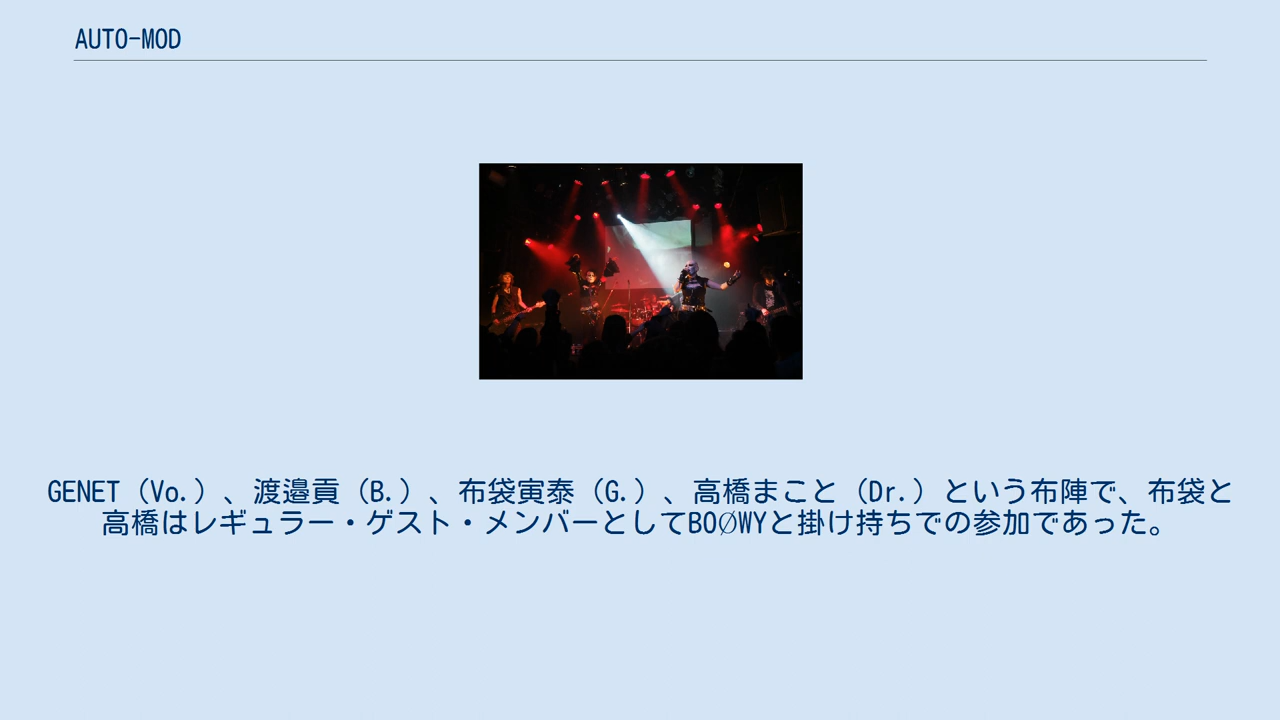 AUTO-MOD
GENET（Vo.）、渡邉貢（B.）、布袋寅泰（G.）、高橋まこと（Dr.）という布陣で、布袋と
高橋はレギュラー・ゲスト・メンバーとしてBO∅WYと掛け持ちでの参加であった。